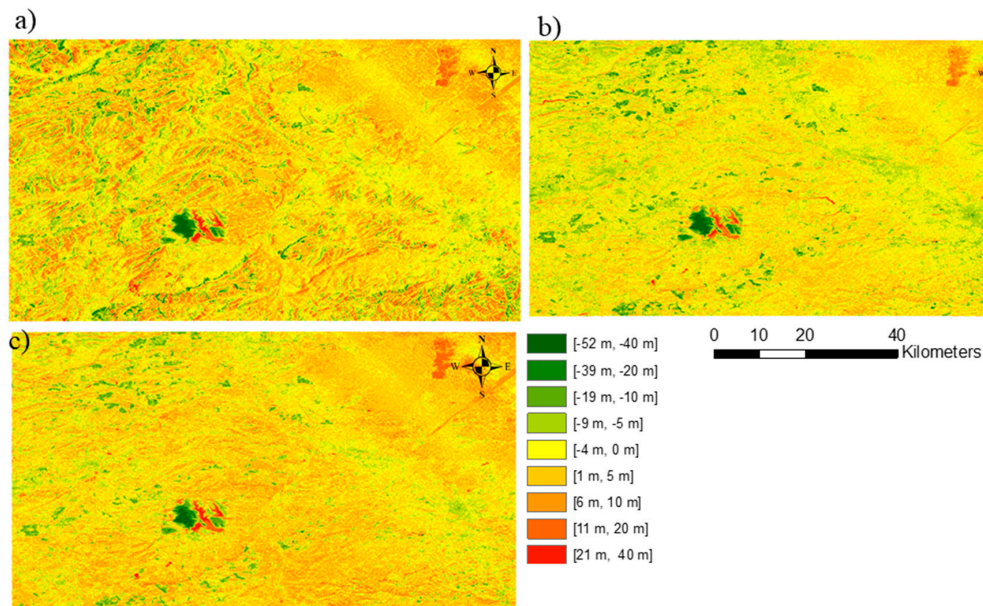 a)
N
W
E
S
b)
N
W
E
S
c)
N
W
E
S
[-52 m, -40 m]
[-39 m, -20 m]
[-19 m, -10 m]
[-9 m, -5 m]
[-4 m, 0 m]
[1 m, 5 m]
[6 m, 10 m]
[11 m, 20 m]
[21 m, 40 m]
0 10 20 40
Kilometers